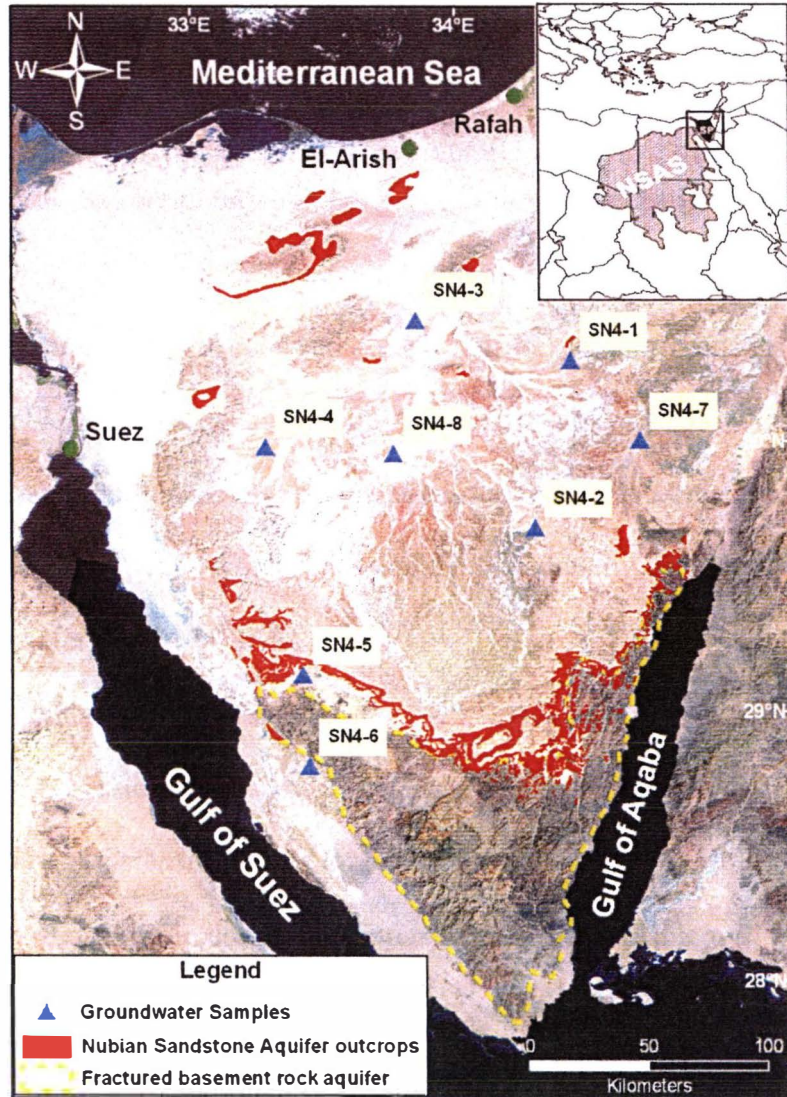 33°E
34°E
N
W
E
S
Mediterranean Sea
Rafah
El-Arish
NSAS
SN4-3
SN4-1
SN4-4
SN4-8
SN4-7
Suez
SN4-2
SN4-5
29°N
SN4-6
Gulf of Suez
Gulf of Aqaba
28°N
Legend
Groundwater Samples
Nubian Sandstone Aquifer outcrops
Fractured basement rock aquifer
0
50
100
Kilometers